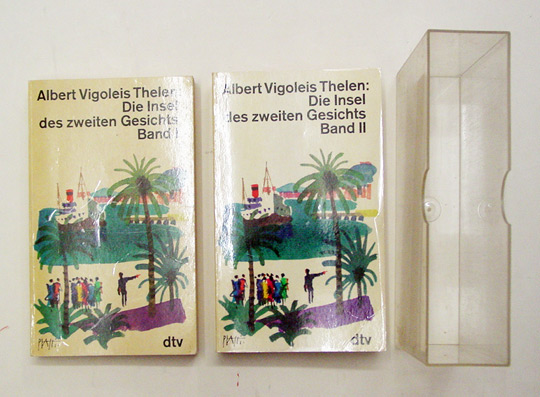 Albert Vigoleis Thelen:
Die Insel
des zweiten Gesichts
Band I
dtv
Albert Vigoleis Thelen:
Die Insel
des zweiten Gesichts
Band II
dtv